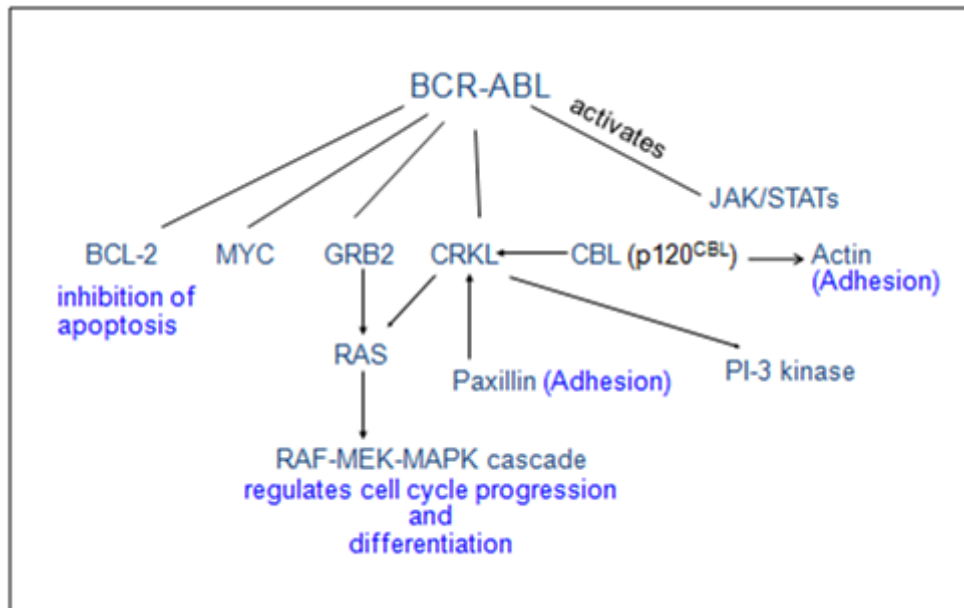 BCR-ABL
activates
JAK/STATs
BCL-2 MYC GRB2 CRKL CBL (p120CBL) Actin
(Adhesion)
inhibition of
apoptosis
RAS
Paxillin (Adhesion)
PI-3 kinase
RAF-MEK-MAPK cascade
regulates cell cycle progression
and
differentiation